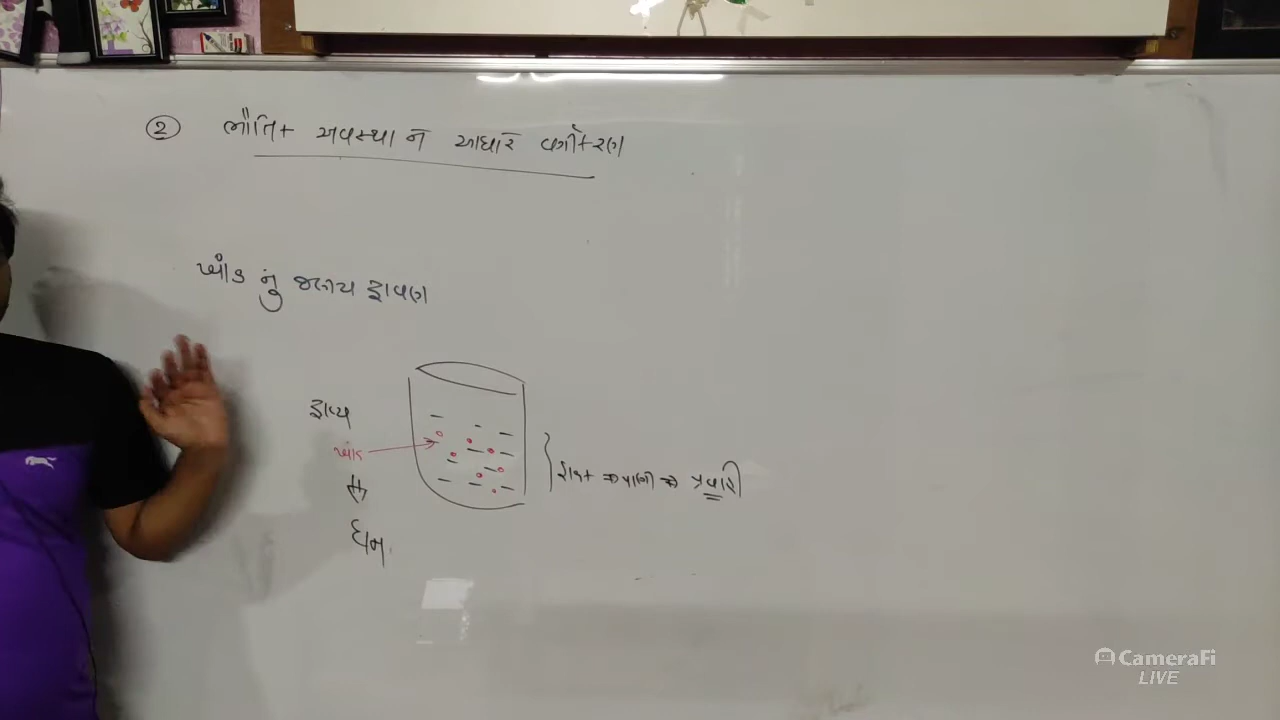 ② ભૌતિક અવસ્થાને આધારે વર્ગીકરણ
ખાંડ નું જલીય દ્રાવણ
દ્રાવ્ય
ખાંડ
ઘન
દ્રાવક ⇒ પાણી ⇒ પ્રવાહી
CameraFi
LIVE